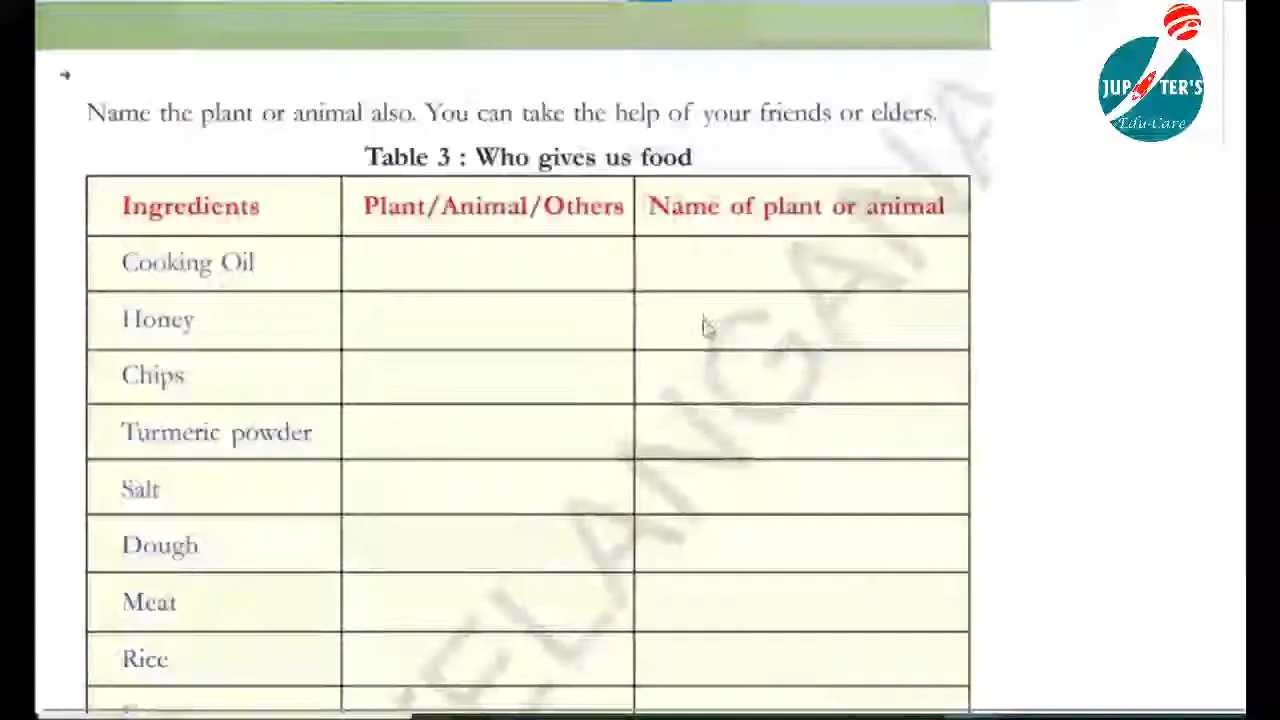 JUPITER'S
Edu-Care
Name the plant or animal also. You can take the help of your friends or elders.
Table 3 : Who gives us food
Ingredients Plant/Animal/Others Name of plant or animal
Cooking Oil
Honey
Chips
Turmeric powder
Salt
Dough
Meat
Rice
TELANGANA